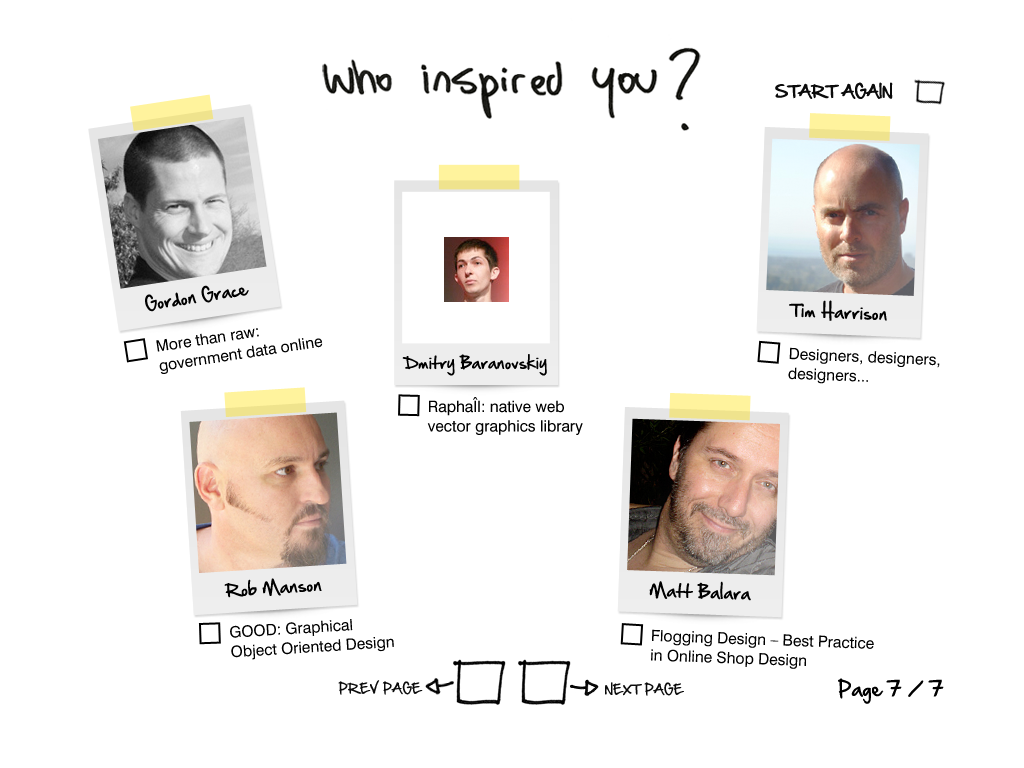 Who inspired you?
START AGAIN
Gordon Grace
More than raw:
government data online
Dmitry Baranovskiy
RaphaÎl: native web
vector graphics library
Tim Harrison
Designers, designers,
designers...
Rob Manson
GOOD: Graphical
Object Oriented Design
Matt Balara
Flogging Design – Best Practice
in Online Shop Design
PREV PAGE
NEXT PAGE
Page 7 / 7